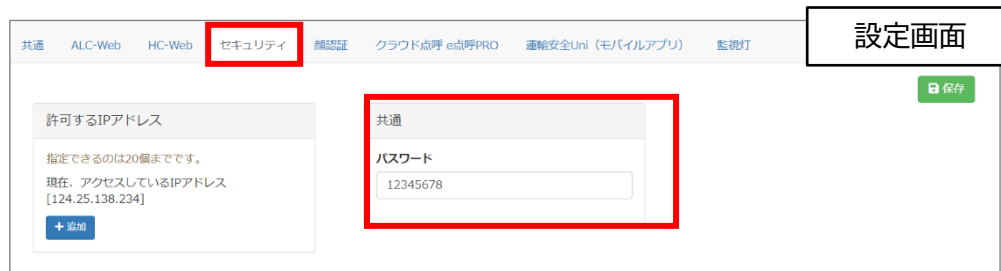 設定画面
共通 ALC-Web HC-Web セキュリティ 顔認証 クラウド点呼 e点呼PRO 運輸安全Uni（モバイルアプリ） 監視灯
保存
許可するIPアドレス
指定できるのは20個までです。
現在、アクセスしているIPアドレス
[124.25.138.234]
+追加
共通
パスワード
12345678